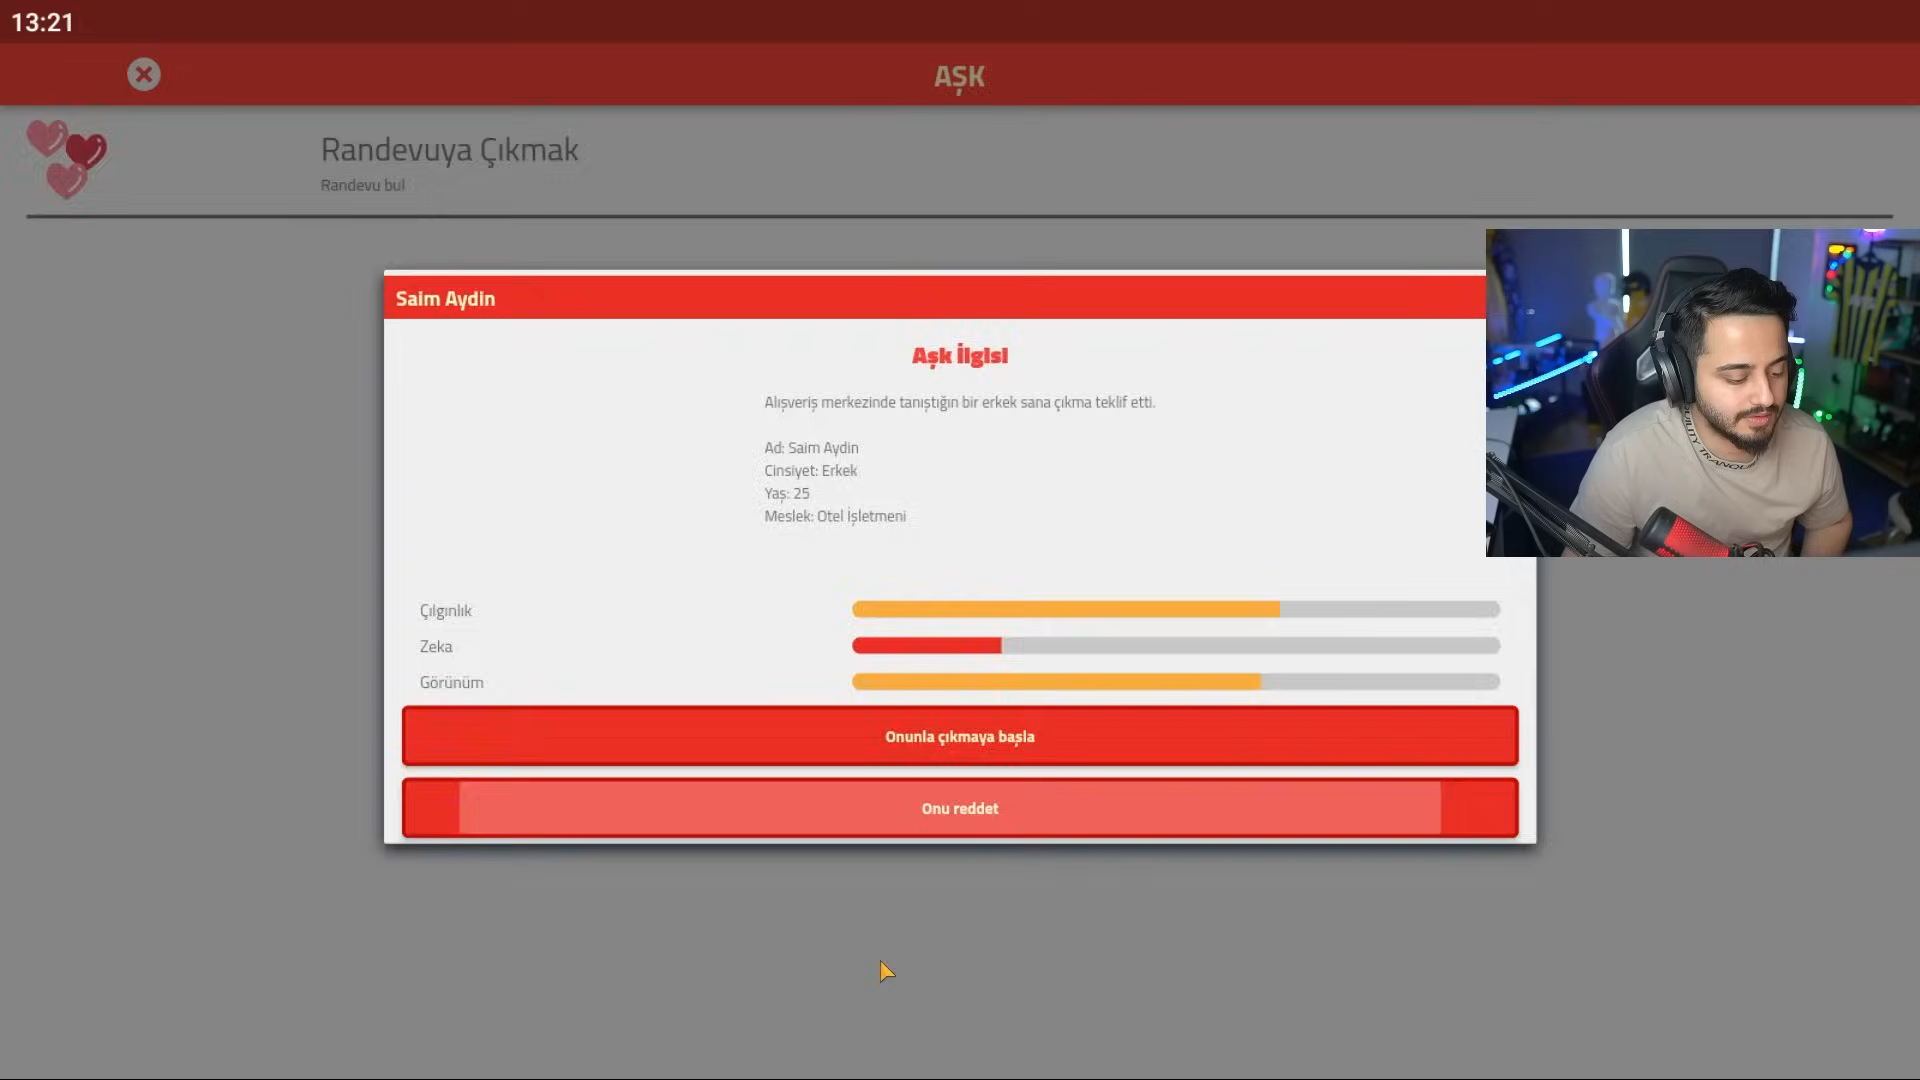 13:21
AŞK
Randevuya Çıkmak
Randevu bul
Saim Aydin
Aşk İlgisi
Alışveriş merkezinde tanıştığın bir erkek sana çıkma teklif etti.
Ad: Saim Aydin
Cinsiyet: Erkek
Yaş: 25
Meslek: Otel İşletmeni
Çılgınlık
Zeka
Görünüm
Onunla çıkmaya başla
Onu reddet